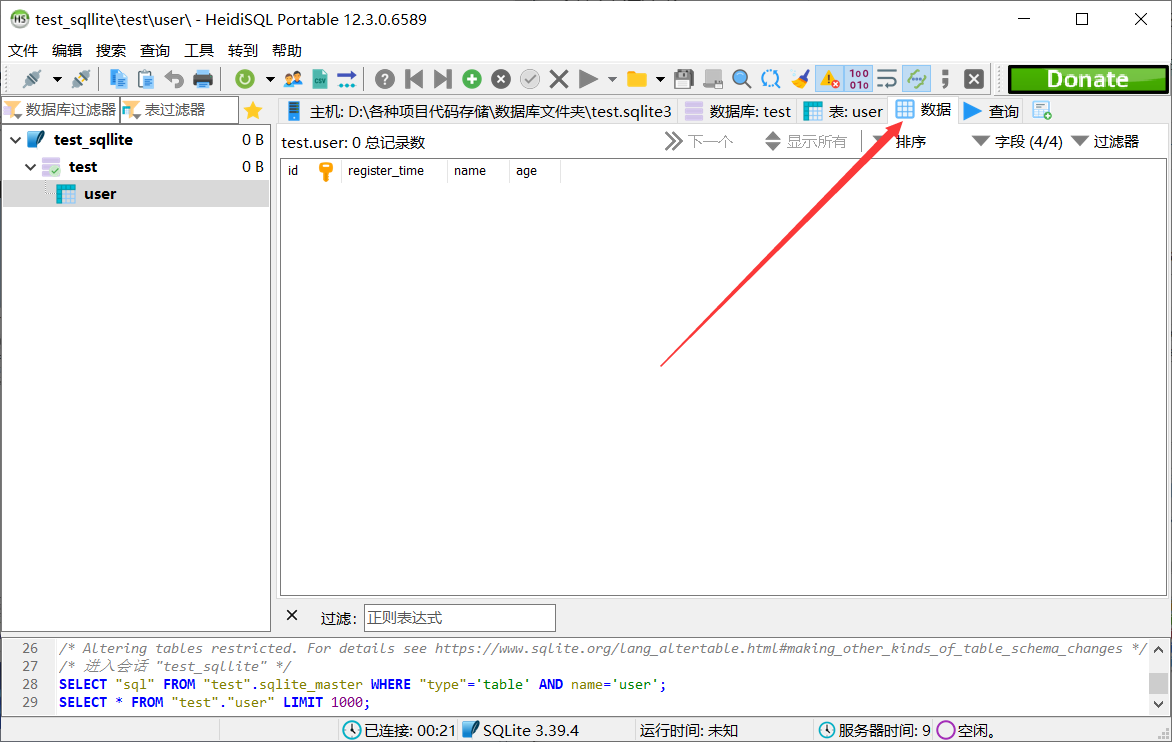 test_sqllite\test\user\ - HeidiSQL Portable 12.3.0.6589
文件 编辑 搜索 查询 工具 转到 帮助
Donate
数据库过滤器 表过滤器 主机: D:\各种项目代码存储\数据库文件夹\test.sqlite3 数据库: test 表: user 数据 查询
test_sqllite 0 B
test 0 B
user
test.user: 0 总记录数 下一个 显示所有 排序 字段 (4/4) 过滤器
id register_time name age
过滤: 正则表达式
26 /* Altering tables restricted. For details see https://www.sqlite.org/lang_altertable.html#making_other_kinds_of_table_schema_changes */
27 /* 进入会话 "test_sqllite" */
28 SELECT "sql" FROM "test".sqlite_master WHERE "type"='table' AND name='user';
29 SELECT * FROM "test"."user" LIMIT 1000;
已连接: 00:21 SQLite 3.39.4 运行时间: 未知 服务器时间: 9 空闲。